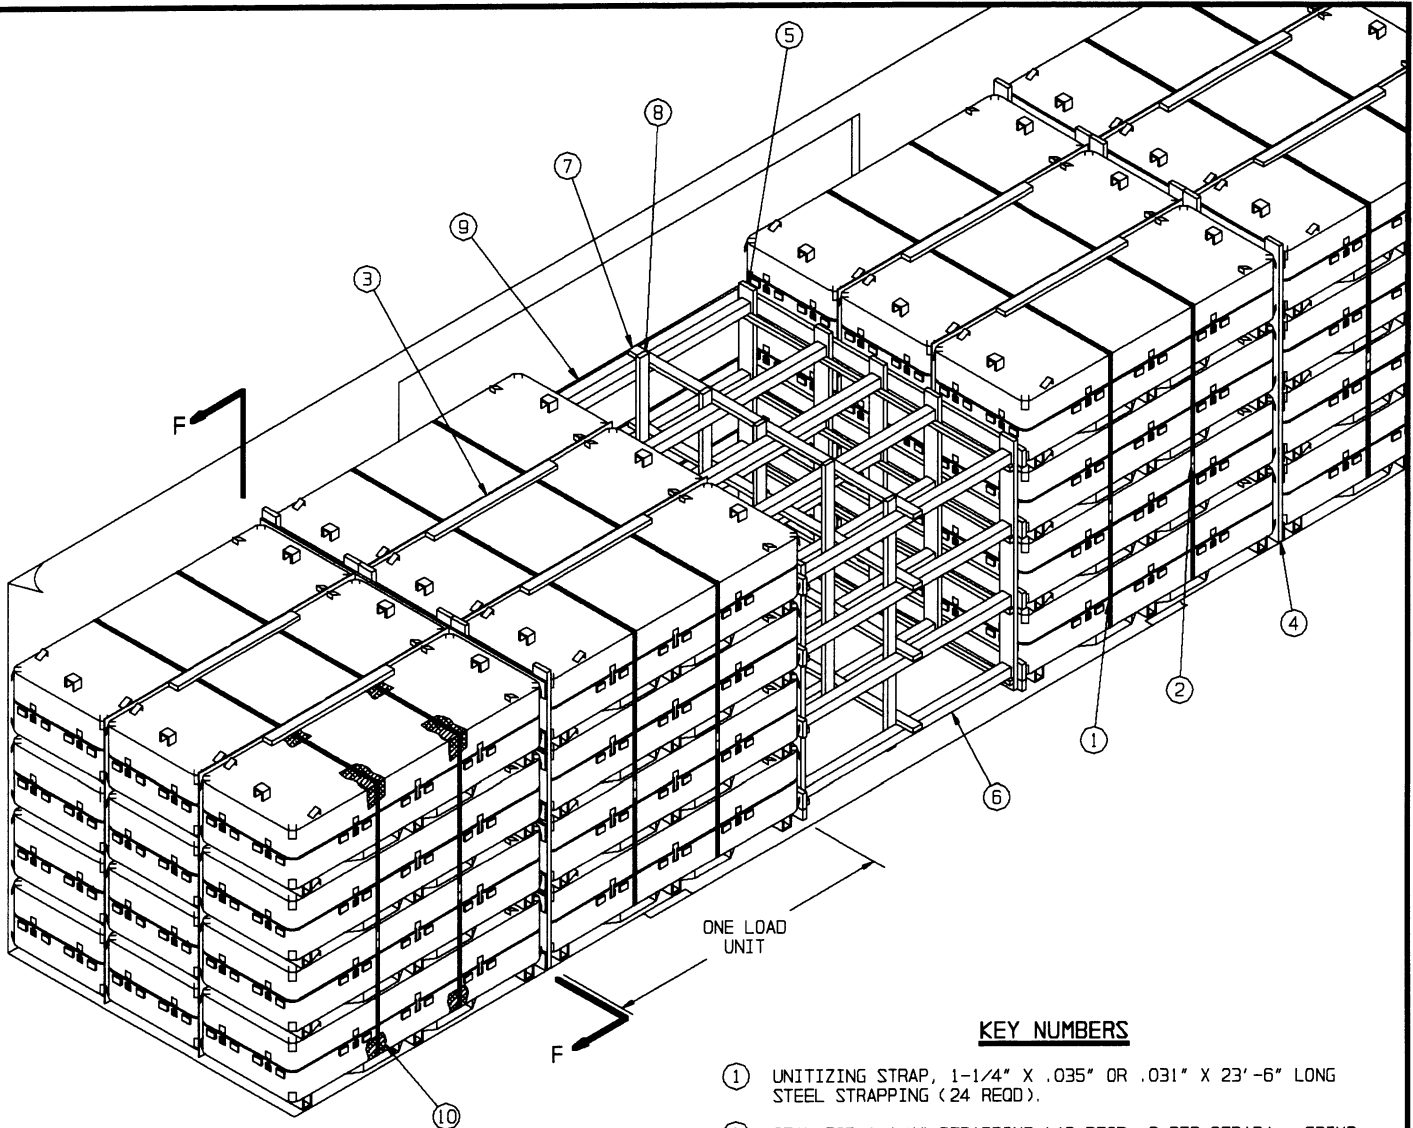 5
8
7
9
3
F
4
2
1
6
ONE LOAD
UNIT
F
10
KEY NUMBERS
1 UNITIZING STRAP, 1-1/4" X .035" OR .031" X 23'-6" LONG
STEEL STRAPPING (24 REQD).